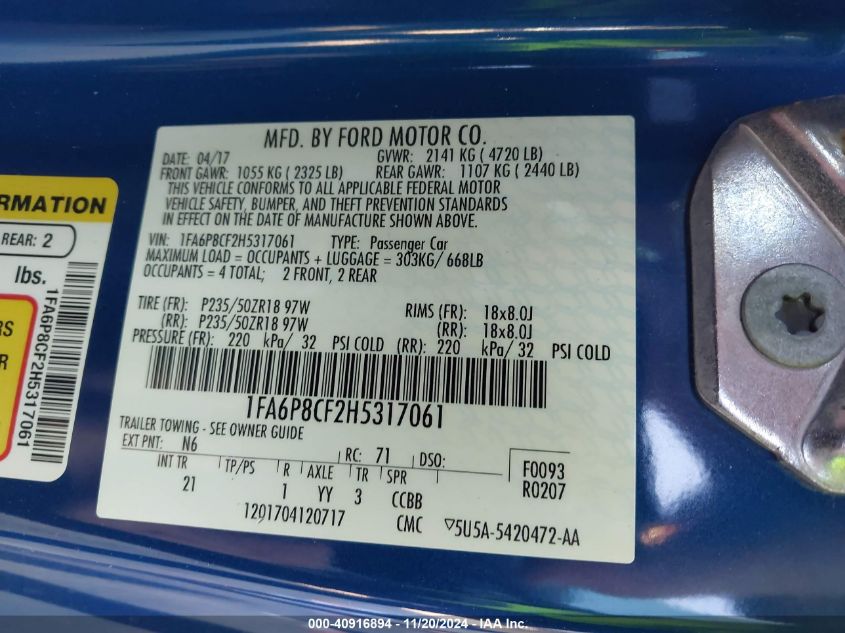 MFD. BY FORD MOTOR CO.
DATE: 04/17 GVWR: 2141 KG ( 4720 LB)
FRONT GAWR: 1055 KG ( 2325 LB) REAR GAWR: 1107 KG ( 2440 LB)
THIS VEHICLE CONFORMS TO ALL APPLICABLE FEDERAL MOTOR
VEHICLE SAFETY, BUMPER, AND THEFT PREVENTION STANDARDS
IN EFFECT ON THE DATE OF MANUFACTURE SHOWN ABOVE.
VIN: 1FA6P8CF2H5317061 TYPE: Passenger Car
MAXIMUM LOAD = OCCUPANTS + LUGGAGE = 303KG/ 668LB
OCCUPANTS = 4 TOTAL; 2 FRONT, 2 REAR
TIRE (FR): P235/50ZR18 97W RIMS (FR): 18x8.0J
(RR): P235/50ZR18 97W (RR): 18x8.0J
PRESSURE (FR): 220 kPa/ 32 PSI COLD (RR): 220 kPa/ 32 PSI COLD
1FA6P8CF2H5317061
TRAILER TOWING - SEE OWNER GUIDE
EXT PNT: N6 RC: 71 DSO: F0093
INT TR TP/PS R AXLE TR SPR R0207
21 1 YY 3 CCBB
1201704120717 CMC ▽5U5A-5420472-AA
ORMATION
REAR: 2
lbs.
RS
R
1FA6P8CF2H5317061
000-40916894 - 11/20/2024 - IAA Inc.